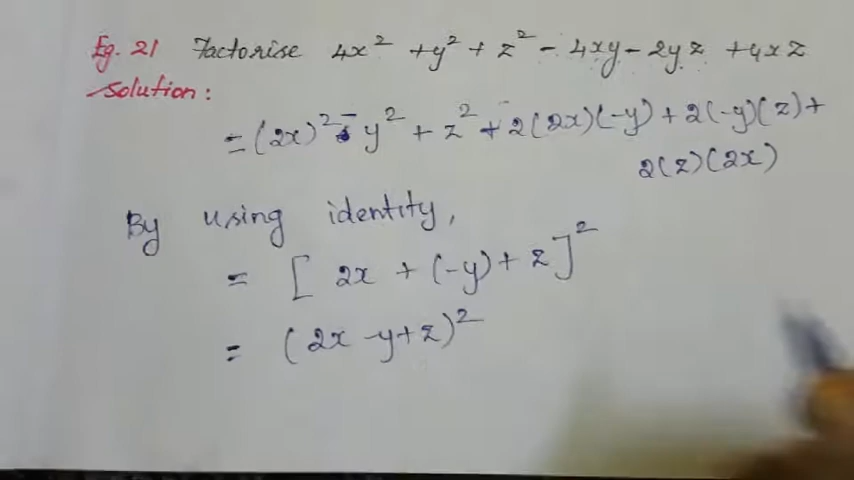 Eg. 21 Factorise 4x² + y² + z² - 4xy - 2yz + 4xz
Solution :
= (2x)² - y² + z² + 2(2x)(-y) + 2(-y)(z) +
2(z)(2x)
By using identity,
= [ 2x + (-y) + z ]²
= (2x - y + z)²